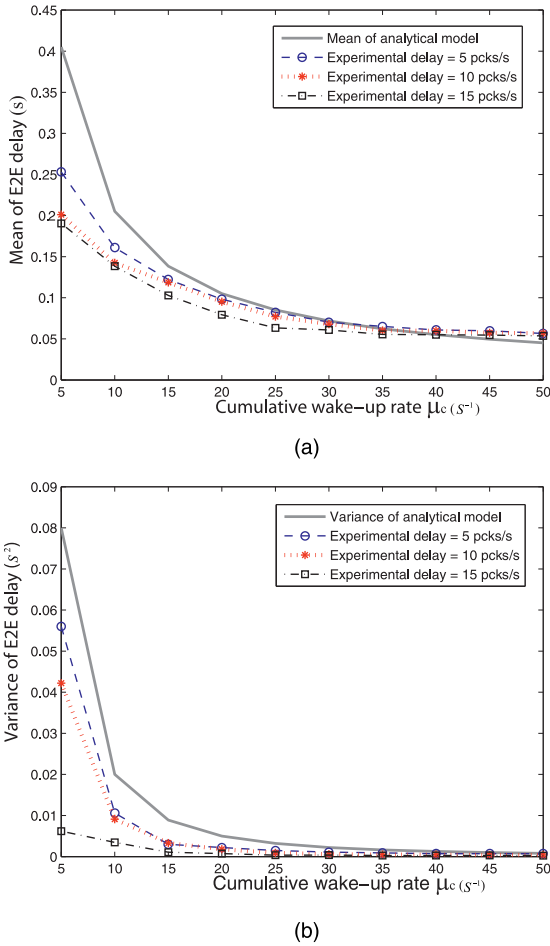 0.45
0.4
0.35
0.3
0.25
0.2
0.15
0.1
0.05
0
Mean of E2E delay (s)
Mean of analytical model
Experimental delay = 5 pcks/s
Experimental delay = 10 pcks/s
Experimental delay = 15 pcks/s
5 10 15 20 25 30 35 40 45 50
Cumulative wake-up rate μc (S⁻¹)
(a)
0.09
0.08
0.07
0.06
0.05
0.04
0.03
0.02
0.01
0
Variance of E2E delay (s²)
Variance of analytical model
Experimental delay = 5 pcks/s
Experimental delay = 10 pcks/s
Experimental delay = 15 pcks/s
5 10 15 20 25 30 35 40 45 50
Cumulative wake-up rate μc (S⁻¹)
(b)